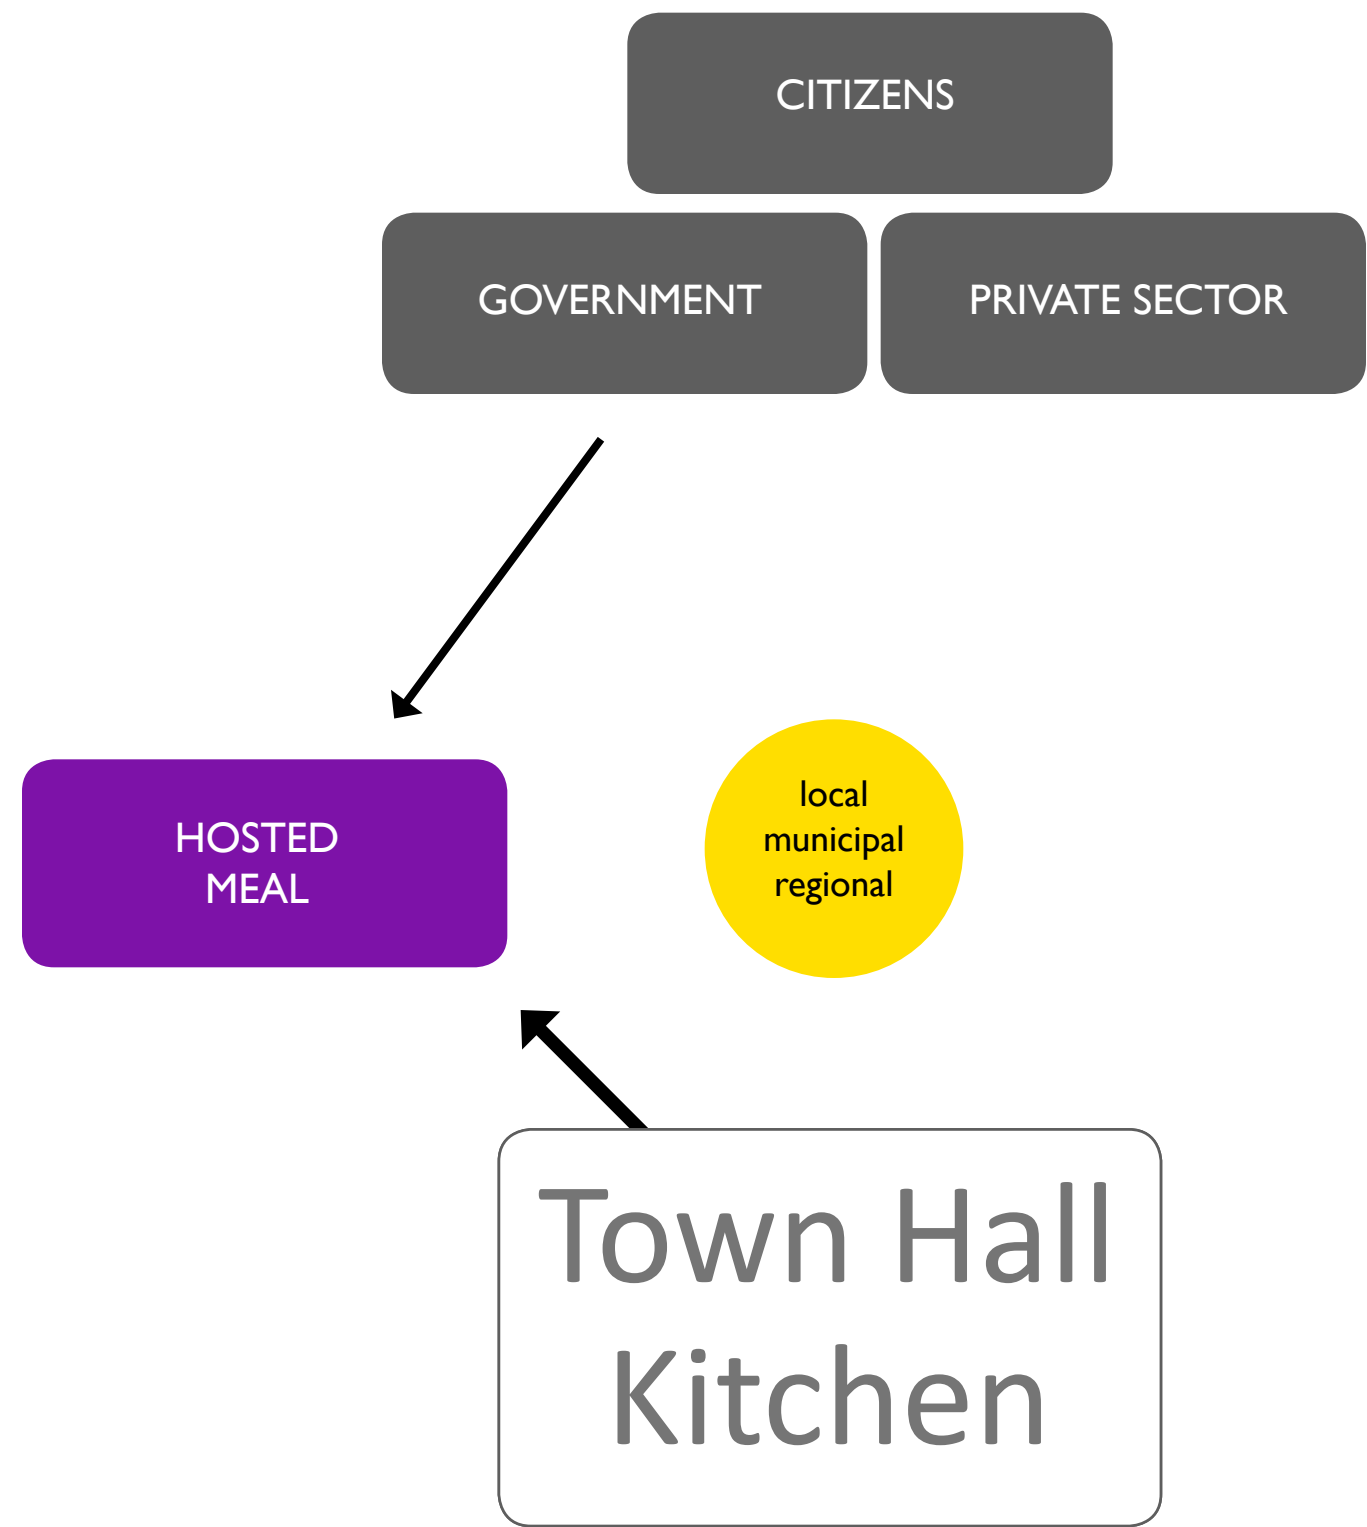 CITIZENS
GOVERNMENT
PRIVATE SECTOR
HOSTED
MEAL
local
municipal
regional
Town Hall
Kitchen